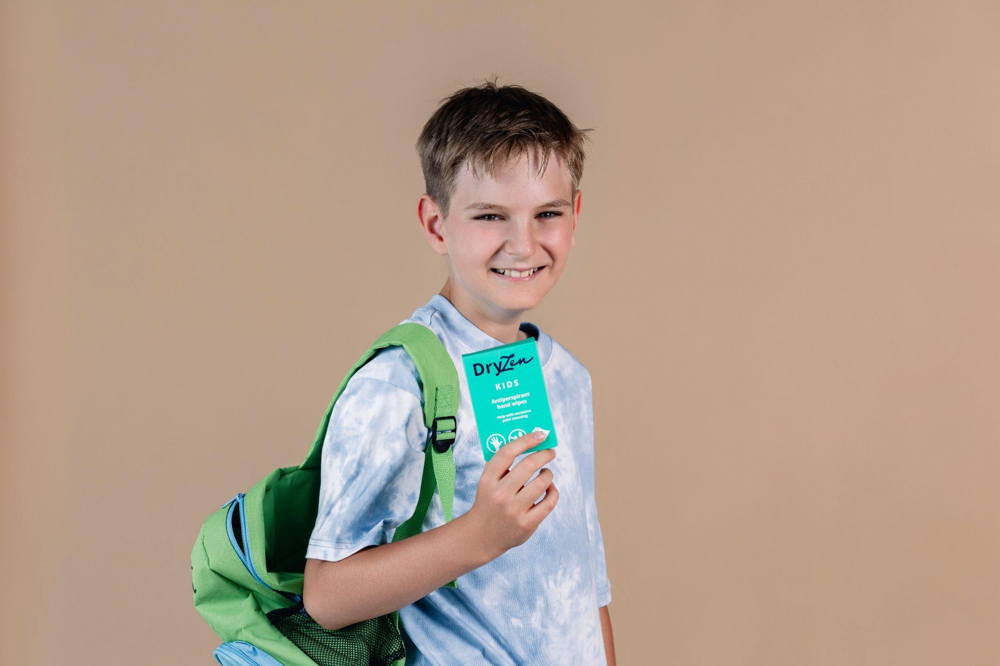 DryZen
KIDS
Antiperspirant
hand wipes
Help with excessive
palm sweating